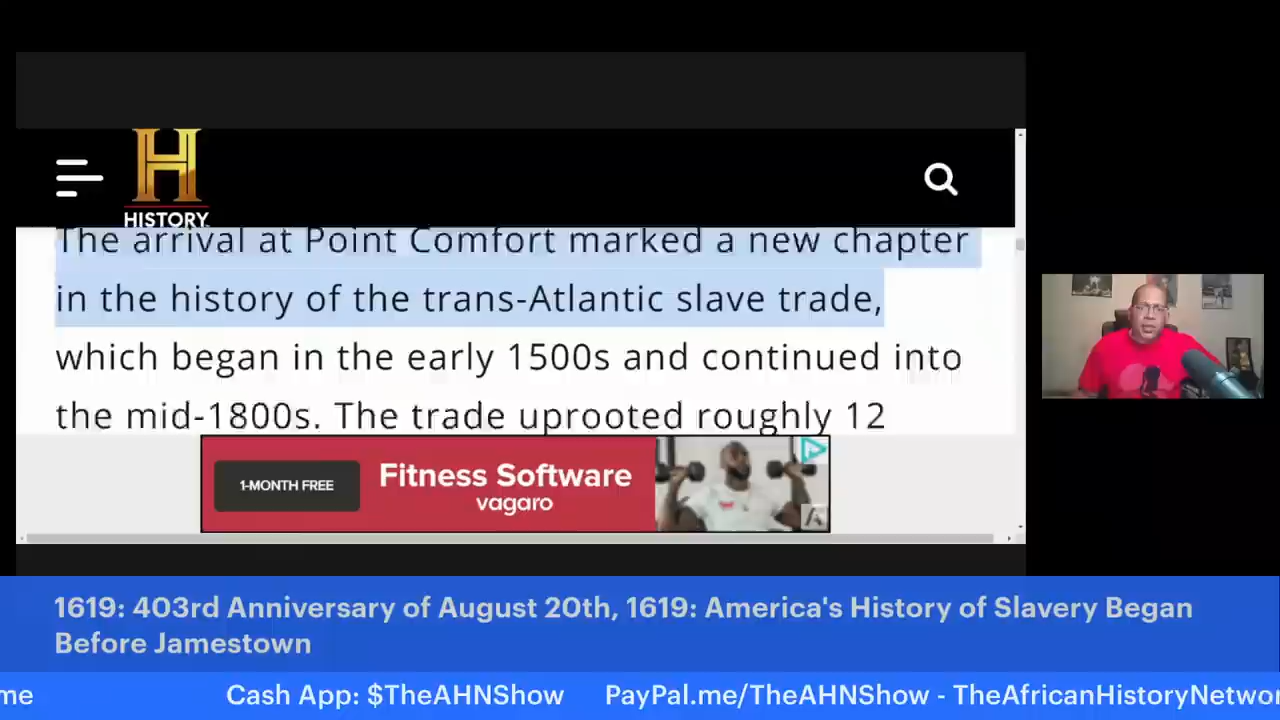 HISTORY
The arrival at Point Comfort marked a new chapter
in the history of the trans-Atlantic slave trade,
which began in the early 1500s and continued into
the mid-1800s. The trade uprooted roughly 12
1-MONTH FREE
Fitness Software
vagaro
1619: 403rd Anniversary of August 20th, 1619: America's History of Slavery Began
Before Jamestown
me Cash App: $TheAHNShow PayPal.me/TheAHNShow - TheAfricanHistoryNetwor